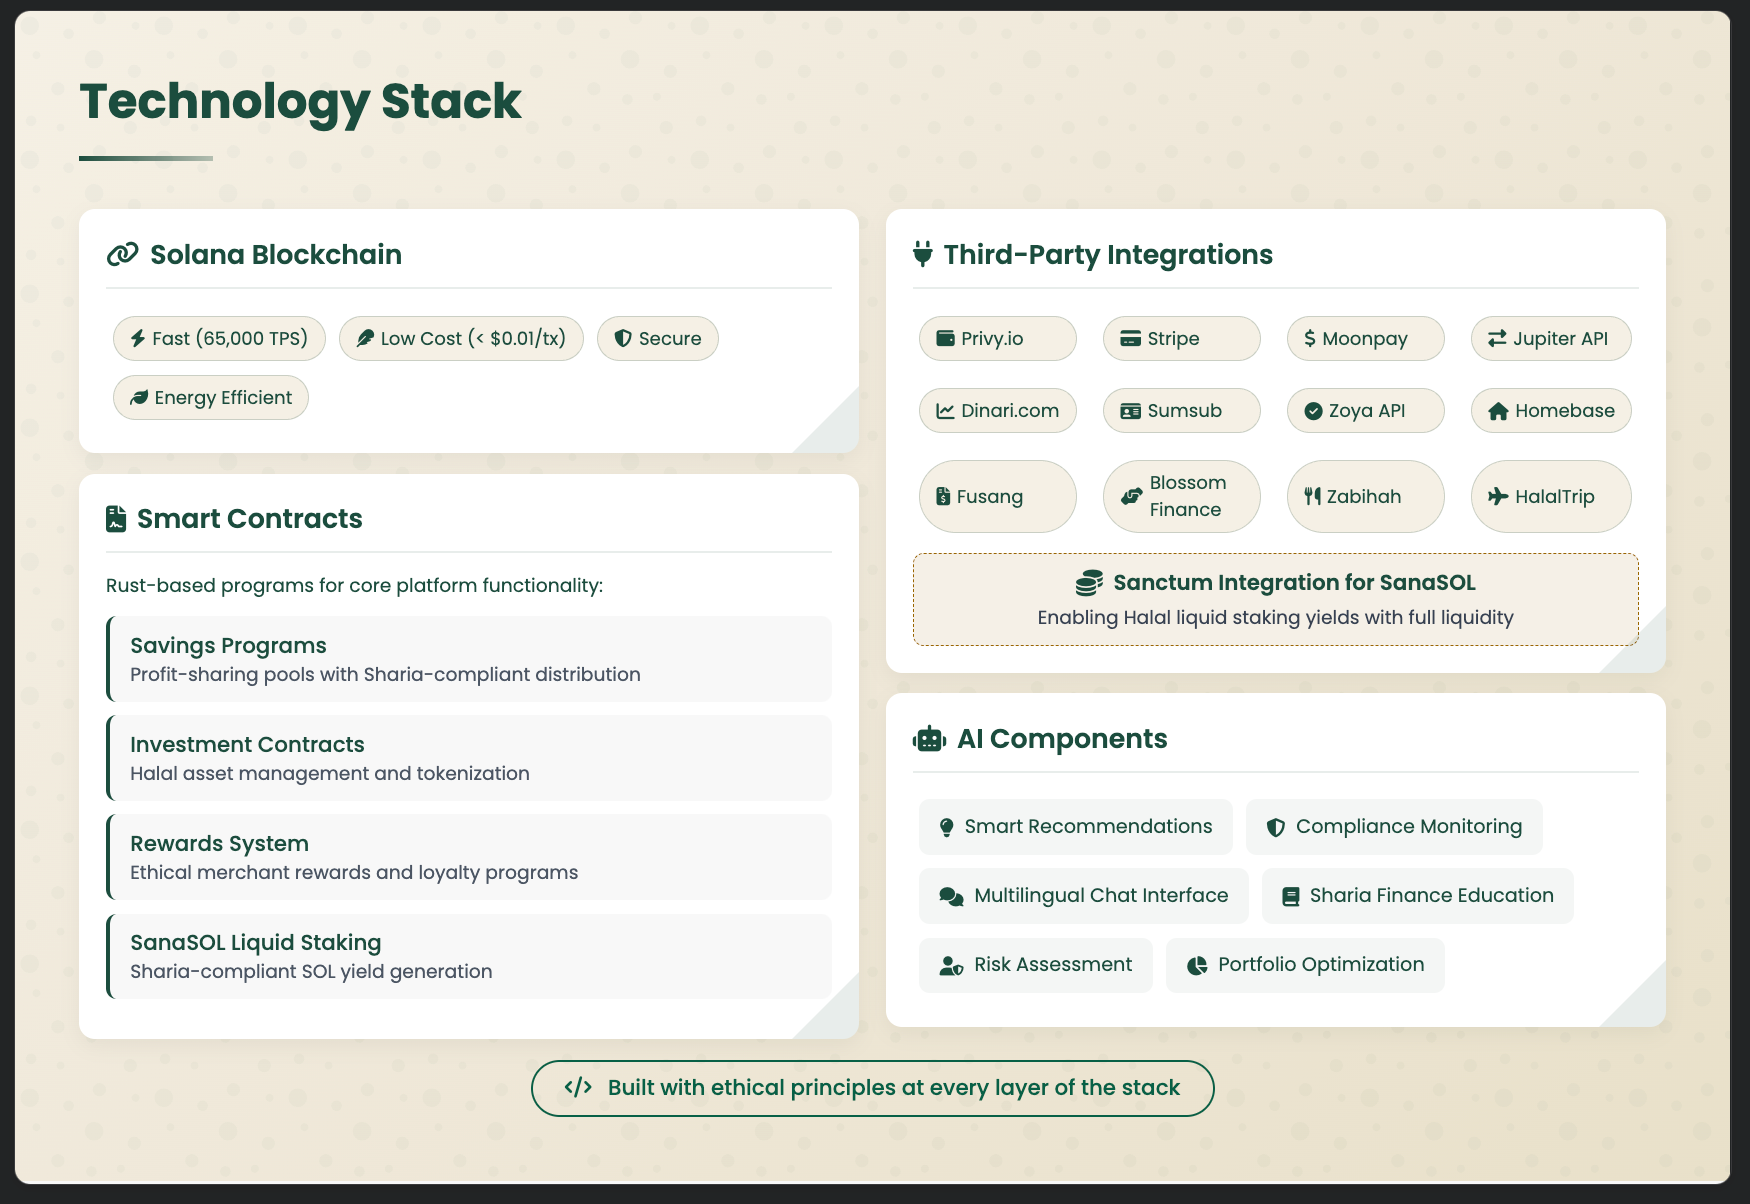 Technology Stack
Solana Blockchain
Fast (65,000 TPS)
Low Cost (< $0.01/tx)
Secure
Energy Efficient
Smart Contracts
Rust-based programs for core platform functionality:
Savings Programs
Profit-sharing pools with Sharia-compliant distribution
Investment Contracts
Halal asset management and tokenization
Rewards System
Ethical merchant rewards and loyalty programs
SanaSOL Liquid Staking
Sharia-compliant SOL yield generation
Third-Party Integrations
Privy.io
Stripe
Moonpay
Jupiter API
Dinari.com
Sumsub
Zoya API
Homebase
Fusang
Blossom
Finance
Zabihah
HalalTrip
Sanctum Integration for SanaSOL
Enabling Halal liquid staking yields with full liquidity
AI Components
Smart Recommendations
Compliance Monitoring
Multilingual Chat Interface
Sharia Finance Education
Risk Assessment
Portfolio Optimization
Built with ethical principles at every layer of the stack